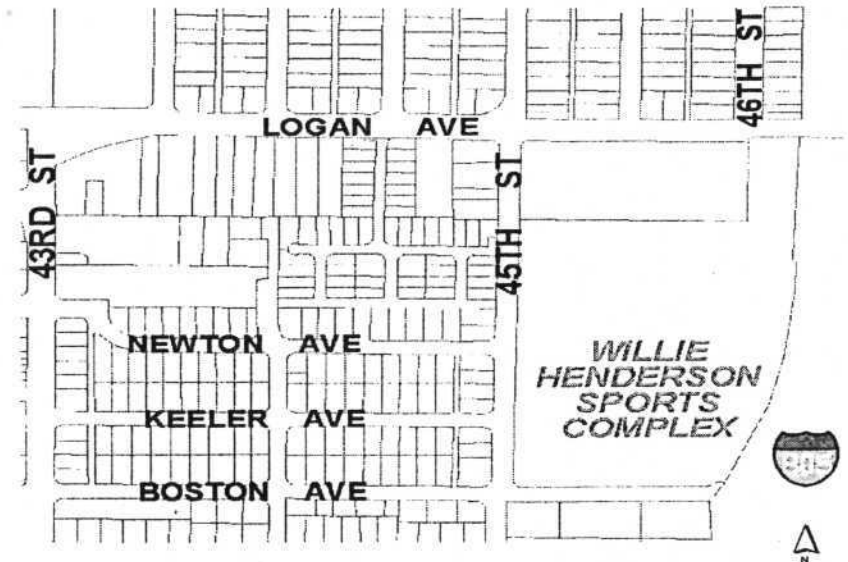 46TH ST
LOGAN AVE
43RD ST
45TH ST
NEWTON AVE
WILLIE
HENDERSON
SPORTS
COMPLEX
KEELER AVE
BOSTON AVE
N